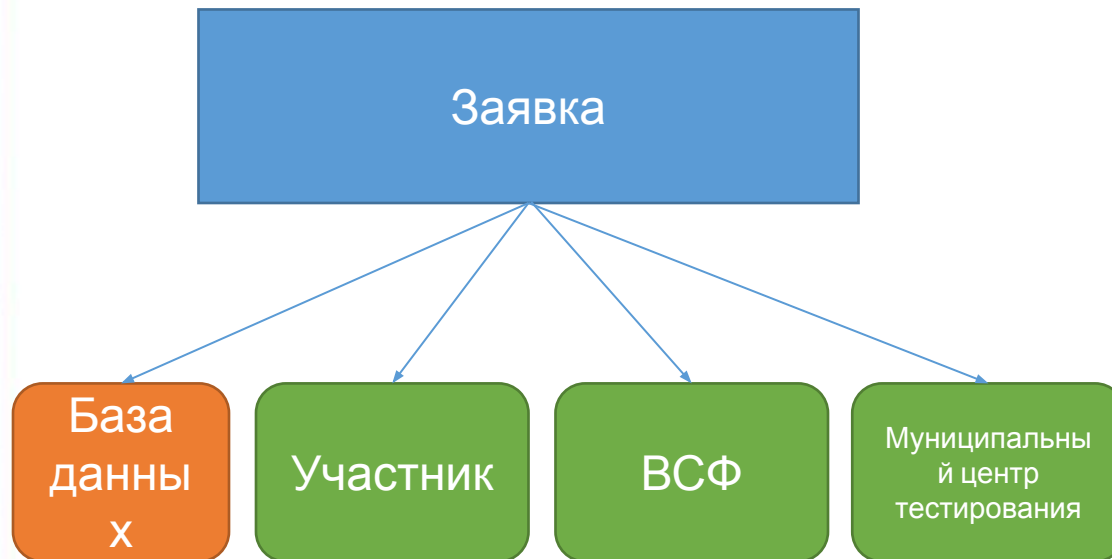 Заявка
База
данны
х
Участник
ВСФ
Муниципальны
й центр
тестирования